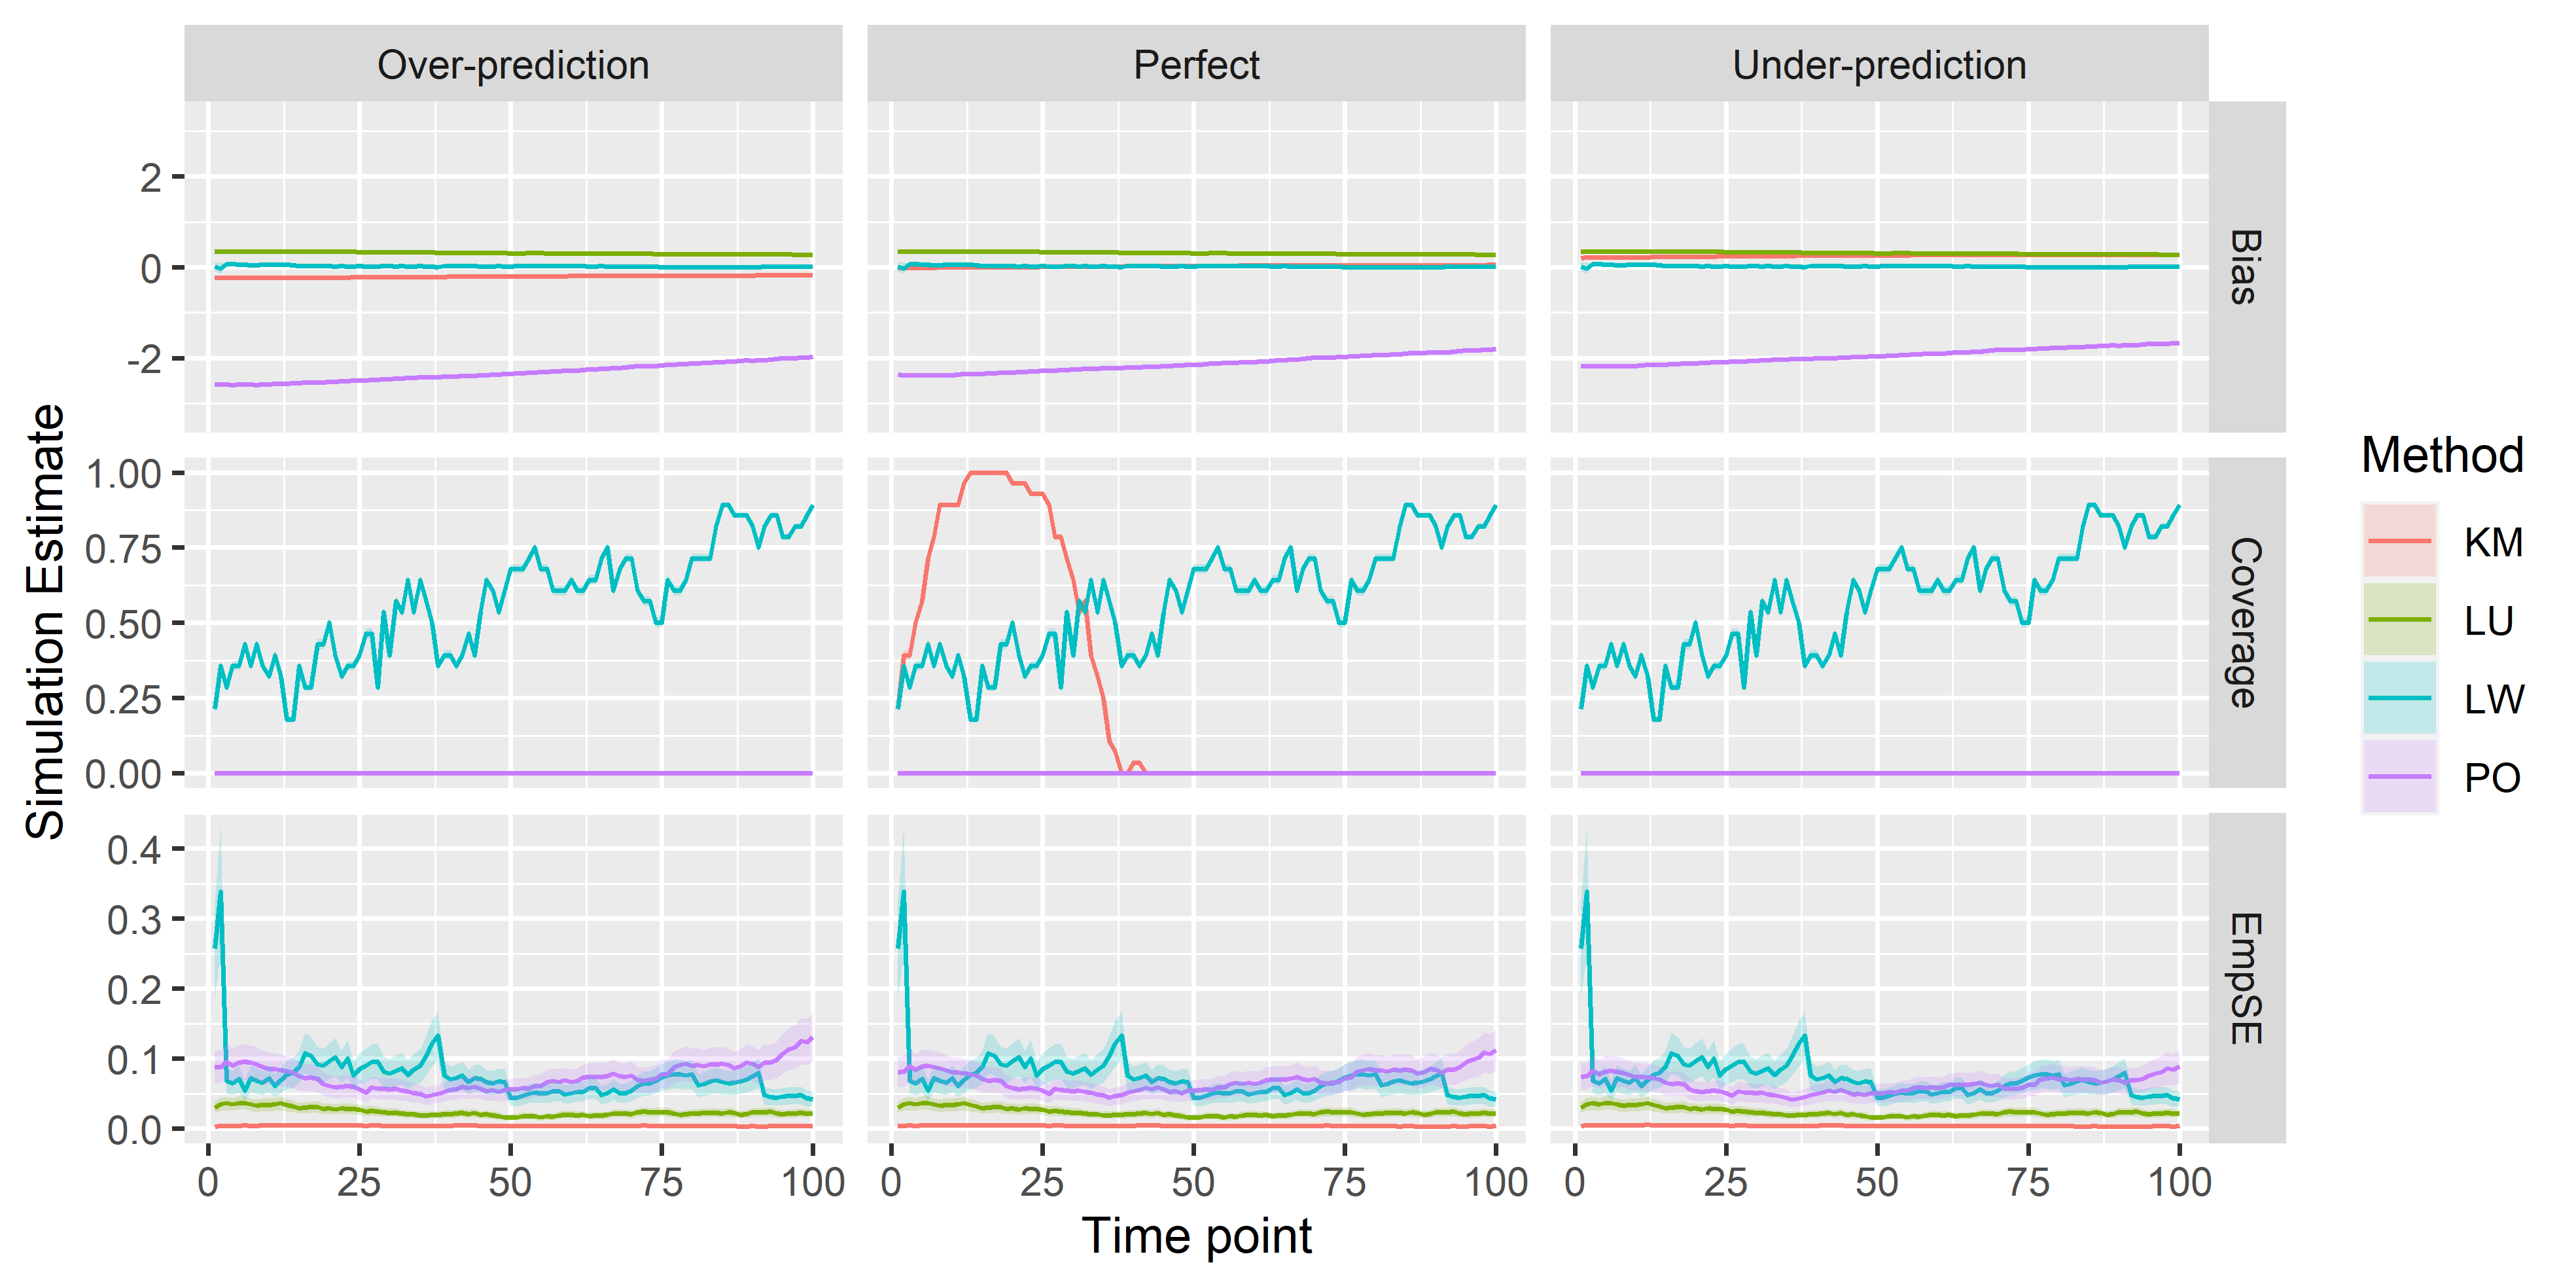 Over-prediction
Perfect
Under-prediction
2
0
-2
Bias
1.00
0.75
0.50
0.25
0.00
Coverage
0.4
0.3
0.2
0.1
0.0
EmpSE
0 25 50 75 100
0 25 50 75 100
0 25 50 75 100
Time point
Simulation Estimate
Method
KM
LU
LW
PO